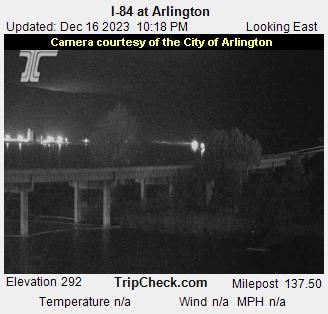 I-84 at Arlington
Updated: Dec 16 2023 10:18 PM Looking East
Camera courtesy of the City of Arlington
Elevation 292 TripCheck.com Milepost 137.50
Temperature n/a Wind n/a MPH n/a